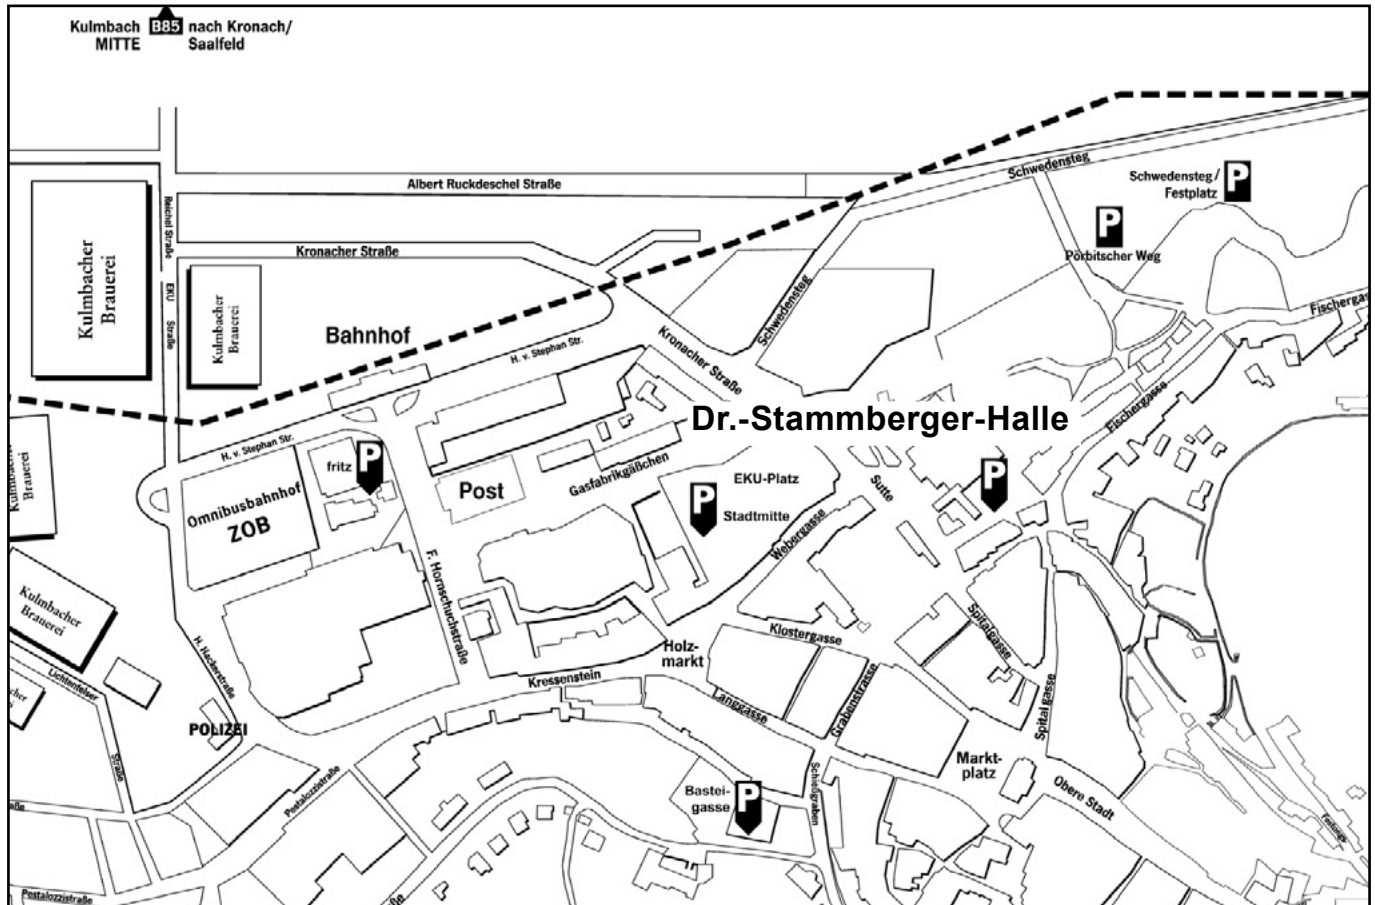 Kulmbach B85 nach Kronach/
MITTE Saalfeld
Albert Ruckdeschel Straße
Schwedensteg
Schwedensteg/
Festplatz
P
P
Pörbitscher Weg
Reichel Straße
Kulmbacher
Brauerei
Kronacher Straße
EKU Straße
Kulmbacher
Brauerei
Bahnhof
H. v. Stephan Str.
Schwedensteg
Kronacher Straße
Fischergasse
Dr.-Stammberger-Halle
Fischergasse
H. v. Stephan Str.
fritz
P
Omnibusbahnhof
ZOB
Post
Gasfabrikgäßchen
EKU-Platz
P
Stadtmitte
Sutte
P
Webergasse
Brauerei
Kulmbacher
Brauerei
F. Hornschuchstraße
H. Hackerstraße
Lichtenfelser
Straße
POLIZEI
Kressenstein
Holz-
markt
Klostergasse
Spitalgasse
Langgasse
Grabenstrasse
Spitalgasse
Markt-
platz
Obere Stadt
Pestalozzistraße
Bastei-
gasse
P
Schießgraben
Pestalozzistraße